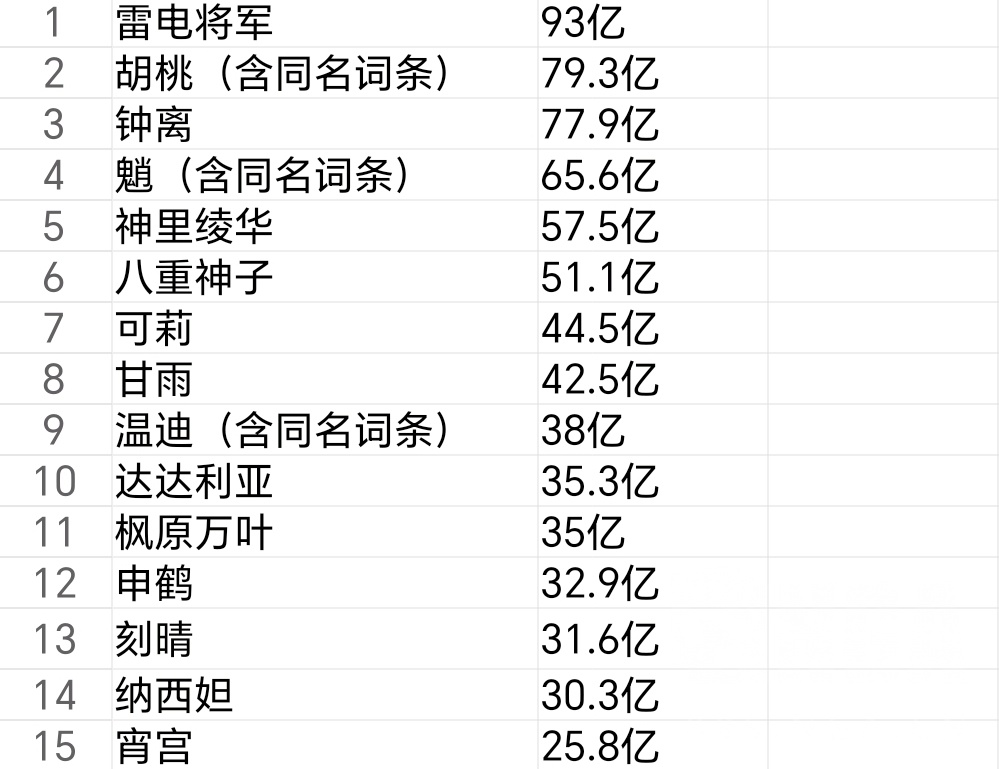 1 雷电将军 93亿
2 胡桃（含同名词条） 79.3亿
3 钟离 77.9亿
4 魈（含同名词条） 65.6亿
5 神里绫华 57.5亿
6 八重神子 51.1亿
7 可莉 44.5亿
8 甘雨 42.5亿
9 温迪（含同名词条） 38亿
10 达达利亚 35.3亿
11 枫原万叶 35亿
12 申鹤 32.9亿
13 刻晴 31.6亿
14 纳西妲 30.3亿
15 宵宫 25.8亿